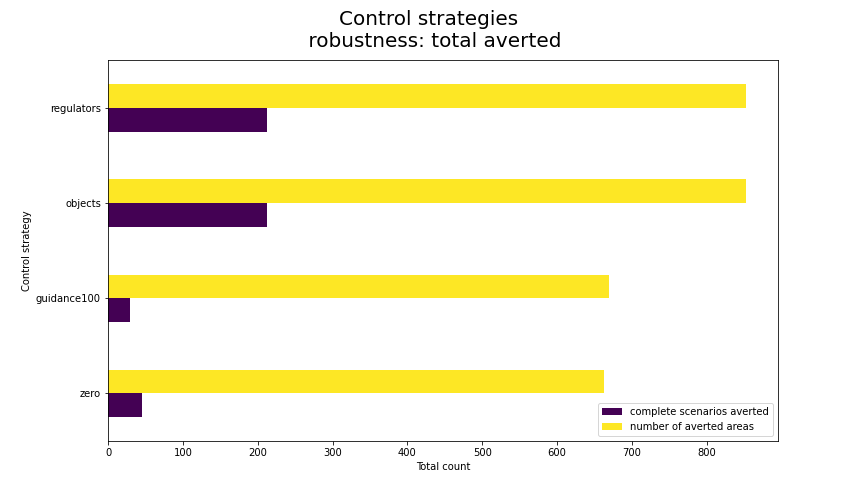 Control strategies
robustness: total averted
regulators
objects
guidance100
zero
Control strategy
complete scenarios averted
number of averted areas
0 100 200 300 400 500 600 700 800
Total count